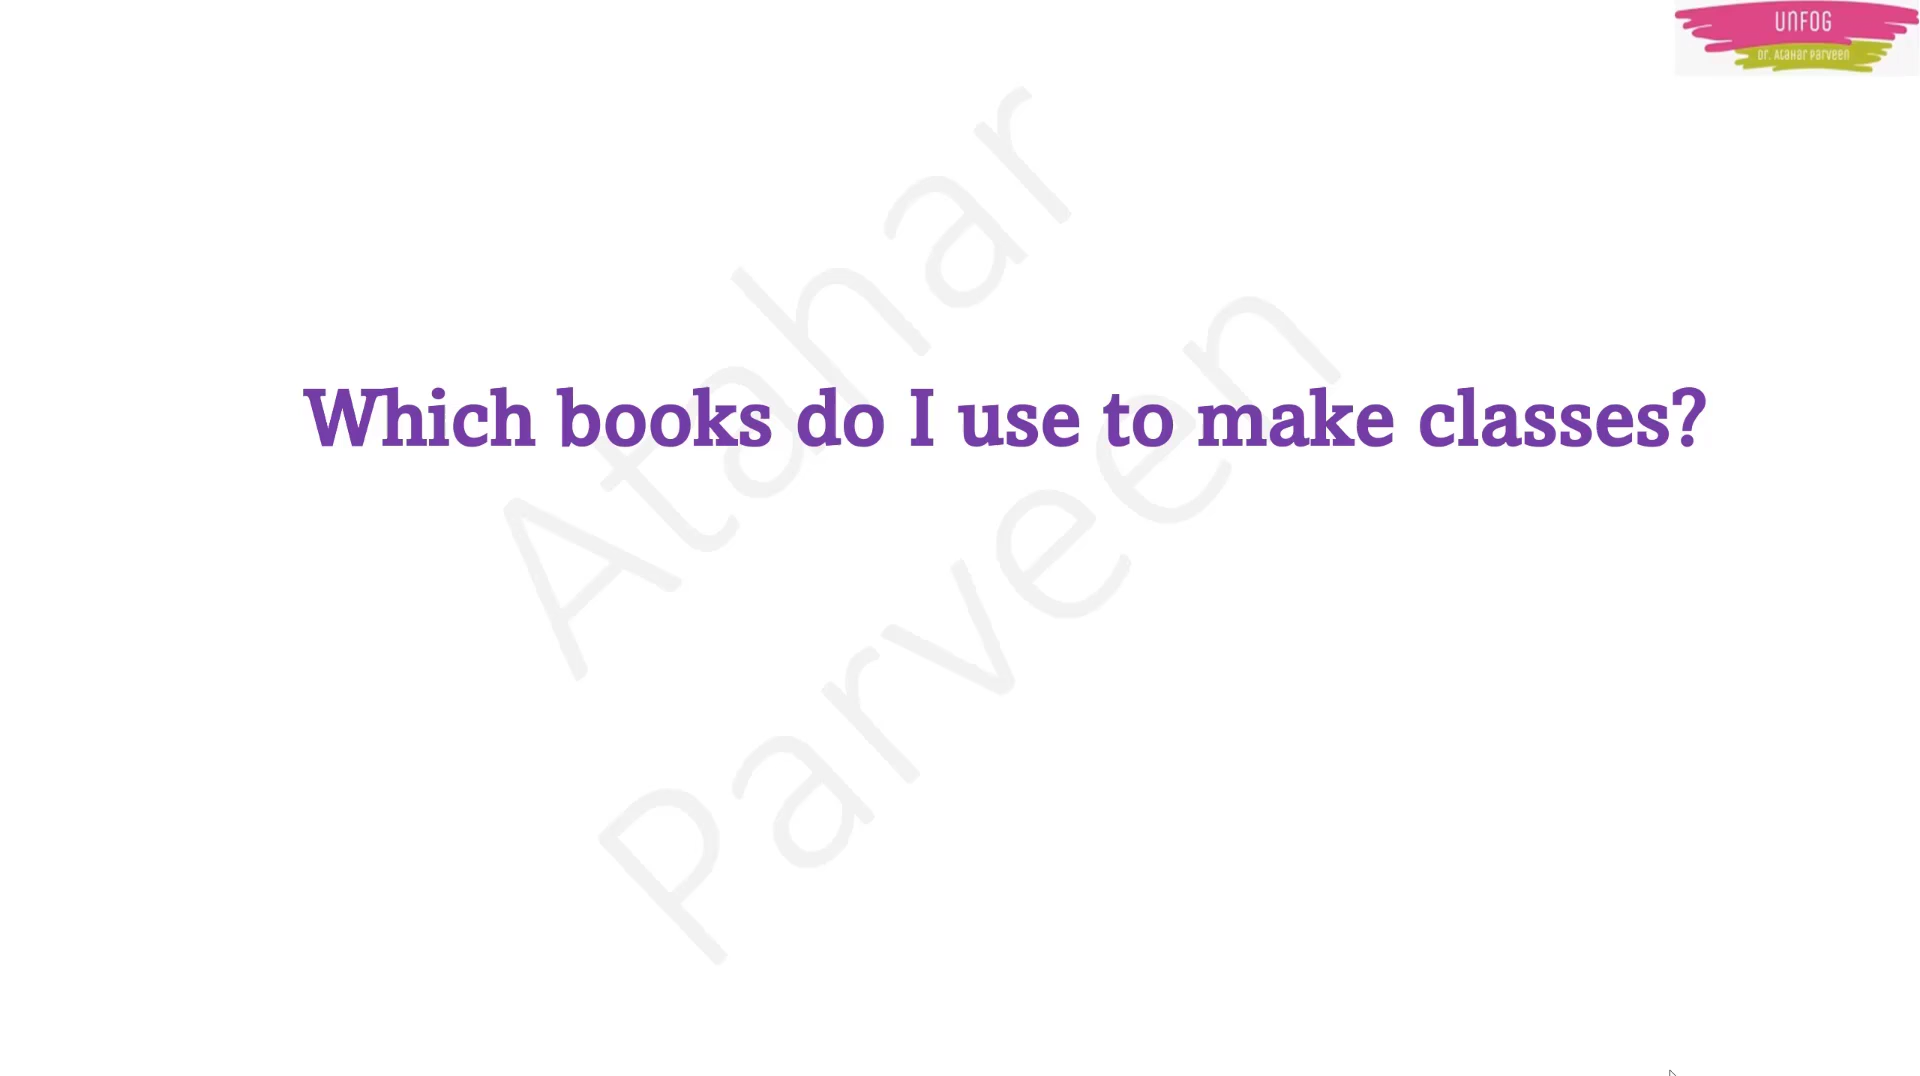 UNFOG
Dr. Atahar Parveen
Which books do I use to make classes?
Atahar
Parveen